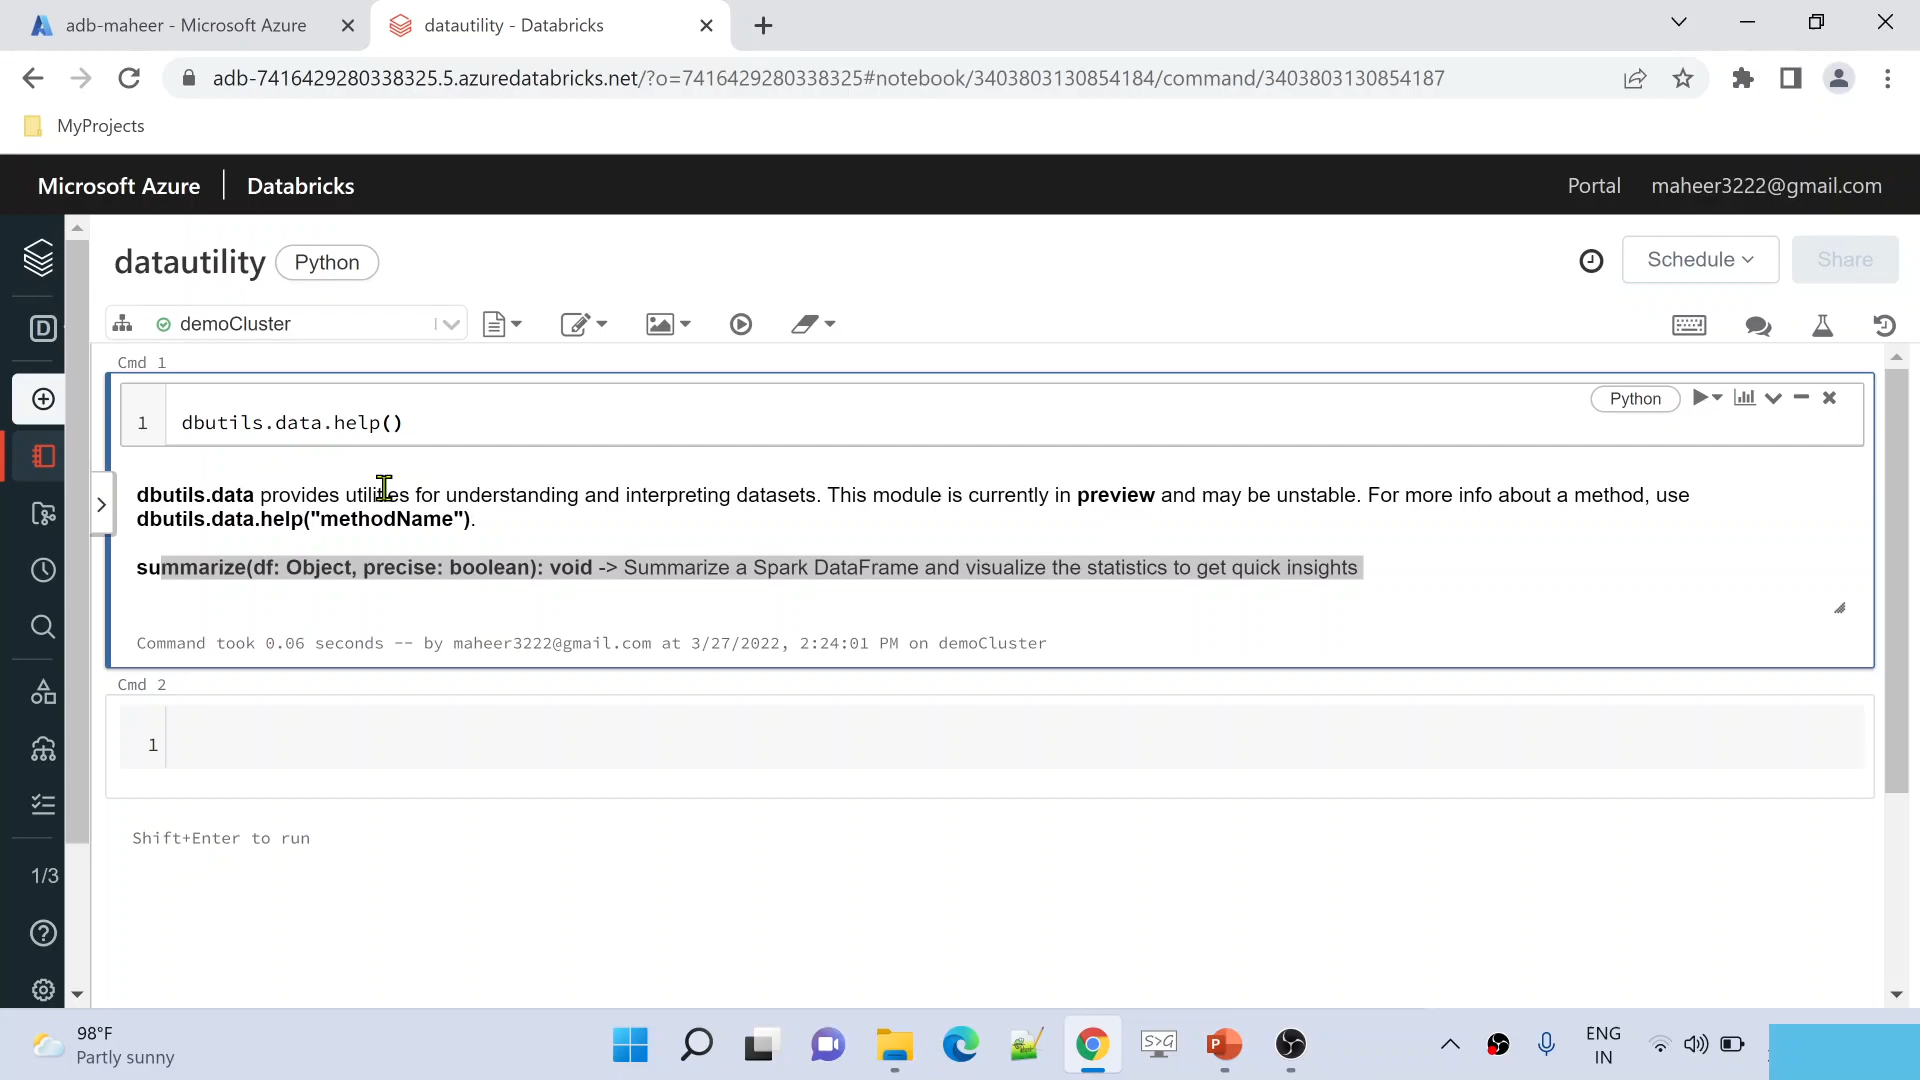 adb-maheer - Microsoft Azure
datautility - Databricks
adb-7416429280338325.5.azuredatabricks.net/?o=7416429280338325#notebook/3403803130854184/command/3403803130854187
MyProjects
Microsoft Azure
Databricks
Portal
maheer3222@gmail.com
datautility
Python
Schedule
Share
D
demoCluster
Cmd 1
Python
1
dbutils.data.help()
dbutils.data provides utilities for understanding and interpreting datasets. This module is currently in preview and may be unstable. For more info about a method, use
dbutils.data.help("methodName").
summarize(df: Object, precise: boolean): void -> Summarize a Spark DataFrame and visualize the statistics to get quick insights
Command took 0.06 seconds -- by maheer3222@gmail.com at 3/27/2022, 2:24:01 PM on demoCluster
Cmd 2
1
Shift+Enter to run
1/3
98°F
Partly sunny
S>G
P
ENG
IN